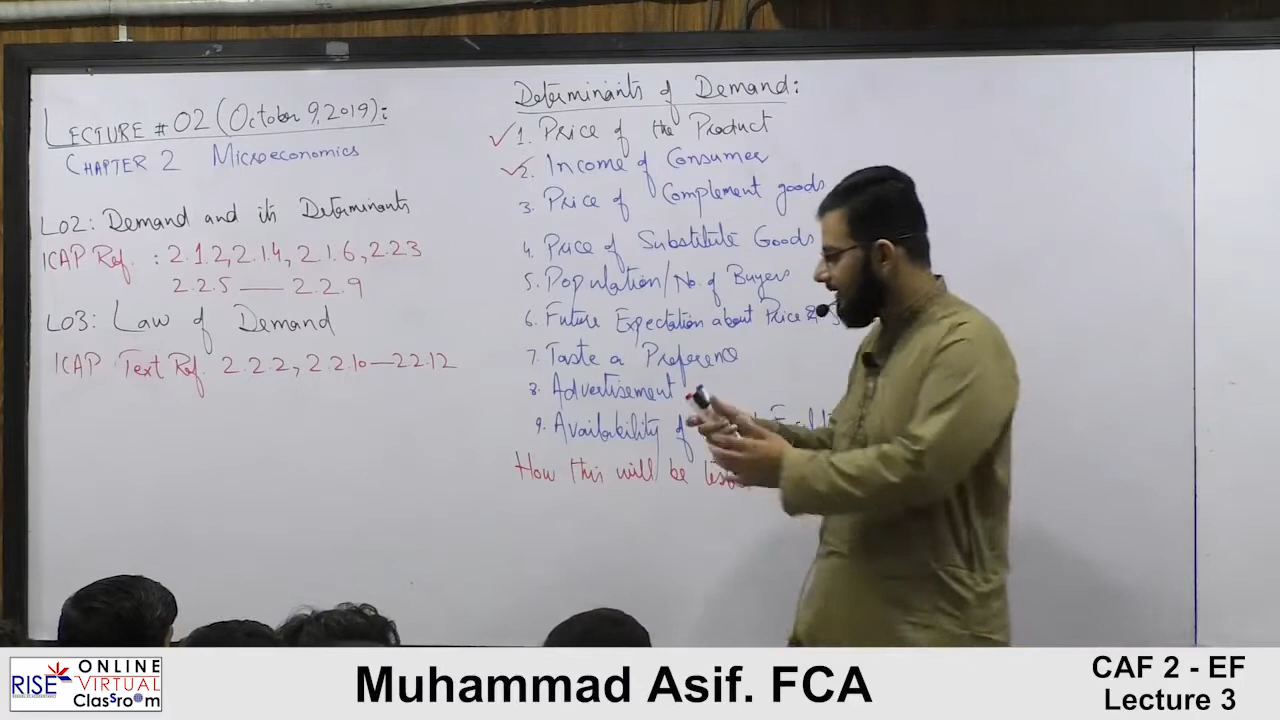 LECTURE # 02 (October 9, 2019):
CHAPTER 2 Microeconomics
LO2: Demand and its Determinants
ICAP Ref. : 2.1.2, 2.1.4, 2.1.6, 2.2.3
2.2.5 — 2.2.9
LO3: Law of Demand
ICAP Text Ref. 2.2.2, 2.2.10—2.2.12
Determinants of Demand:
1. Price of the Product
2. Income of Consumer
3. Price of Complement goods
4. Price of Substitute Goods
5. Population/No. of Buyers
6. Future Expectation about Price &
7. Taste or Preference
8. Advertisement
9. Availability of
How this will be
RISE
ONLINE
VIRTUAL
Classroom
Muhammad Asif. FCA
CAF 2 - EF
Lecture 3